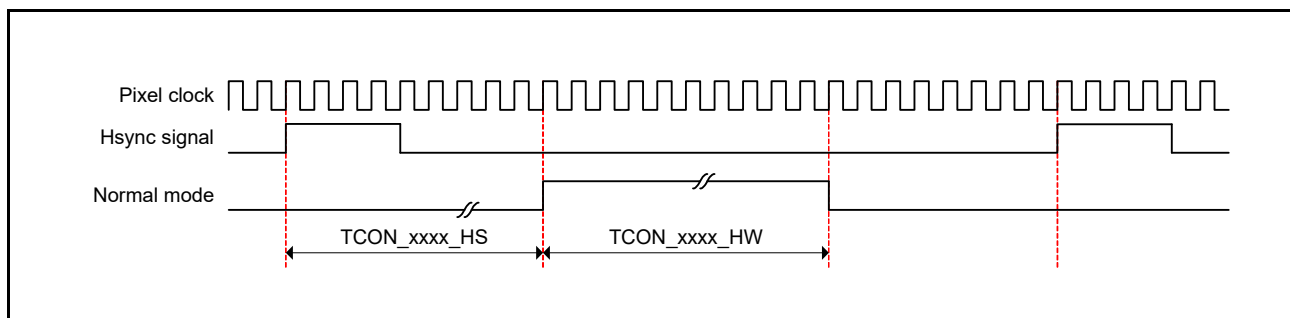 Pixel clock
Hsync signal
Normal mode
TCON_xxxx_HS
TCON_xxxx_HW